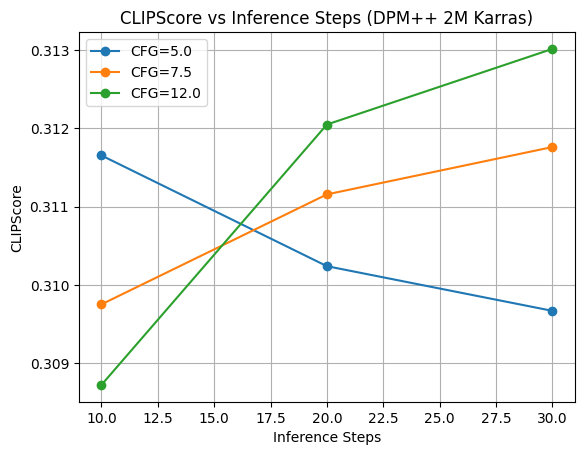 CLIPScore vs Inference Steps (DPM++ 2M Karras)
CFG=5.0
CFG=7.5
CFG=12.0
CLIPScore
0.313
0.312
0.311
0.310
0.309
10.0 12.5 15.0 17.5 20.0 22.5 25.0 27.5 30.0
Inference Steps